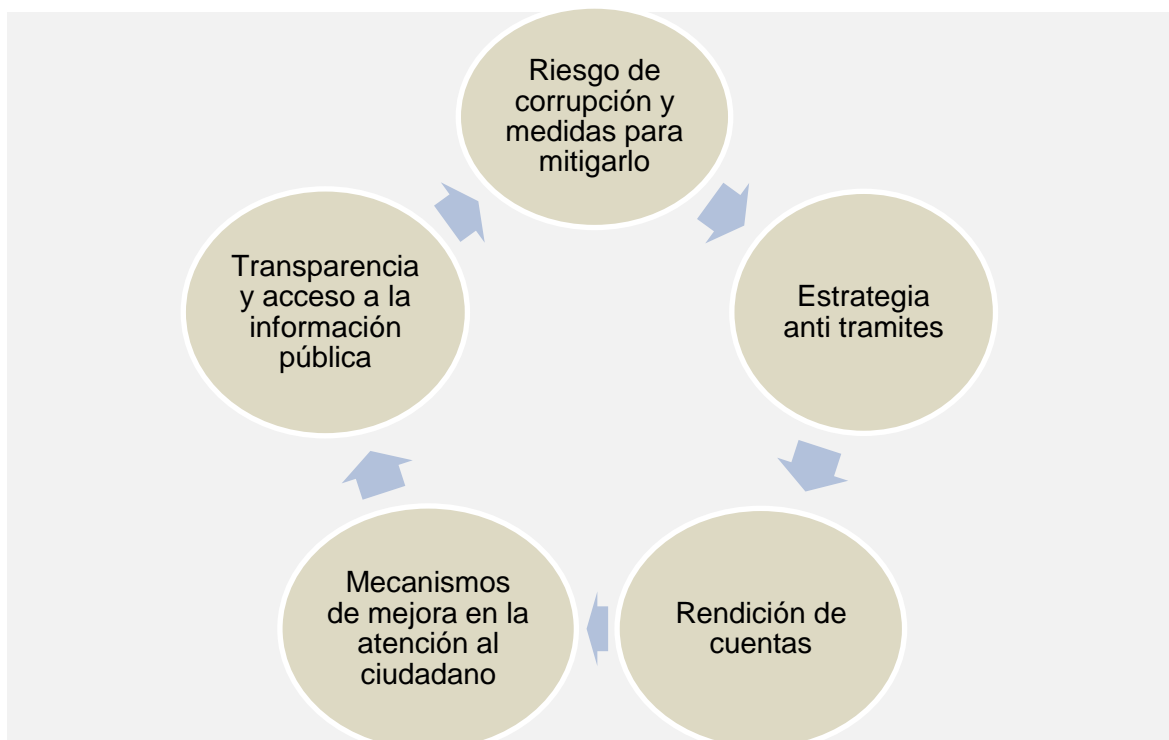 Riesgo de
corrupción y
medidas para
mitigarlo
Estrategia
anti tramites
Rendición de
cuentas
Mecanismos
de mejora en la
atención al
ciudadano
Transparencia
y acceso a la
información
pública